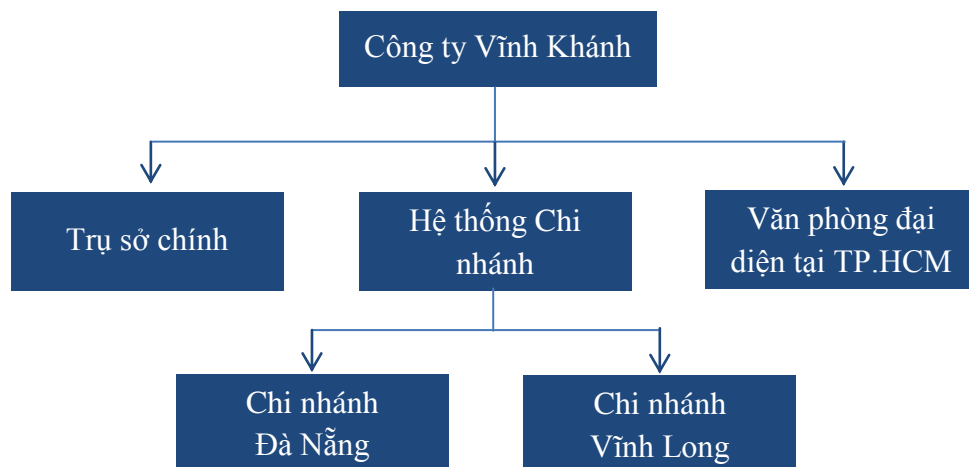 Công ty Vĩnh Khánh
Trụ sở chính
Hệ thống Chi
nhánh
Văn phòng đại
diện tại TP.HCM
Chi nhánh
Đà Nẵng
Chi nhánh
Vĩnh Long